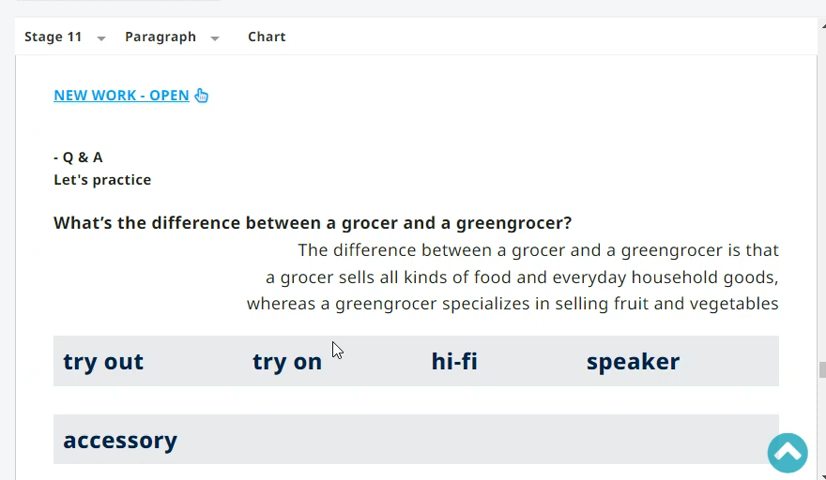 Stage 11 Paragraph Chart
NEW WORK - OPEN
- Q & A
Let's practice
What's the difference between a grocer and a greengrocer?
The difference between a grocer and a greengrocer is that
a grocer sells all kinds of food and everyday household goods,
whereas a greengrocer specializes in selling fruit and vegetables
try out try on hi-fi speaker
accessory